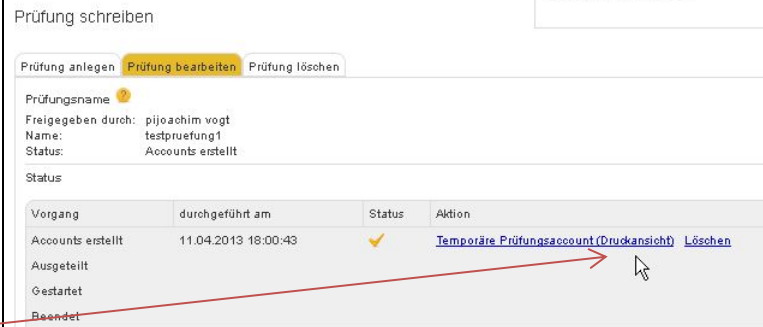 Prüfung schreiben
Prüfung anlegen Prüfung bearbeiten Prüfung löschen
Prüfungsname ?
Freigegeben durch: pijoachim vogt
Name: testpruefung1
Status: Accounts erstellt
Status
Vorgang durchgeführt am Status Aktion
Accounts erstellt 11.04.2013 18:00:43 Temporäre Prüfungsaccount (Druckansicht) Löschen
Ausgeteilt
Gestartet
Beendet